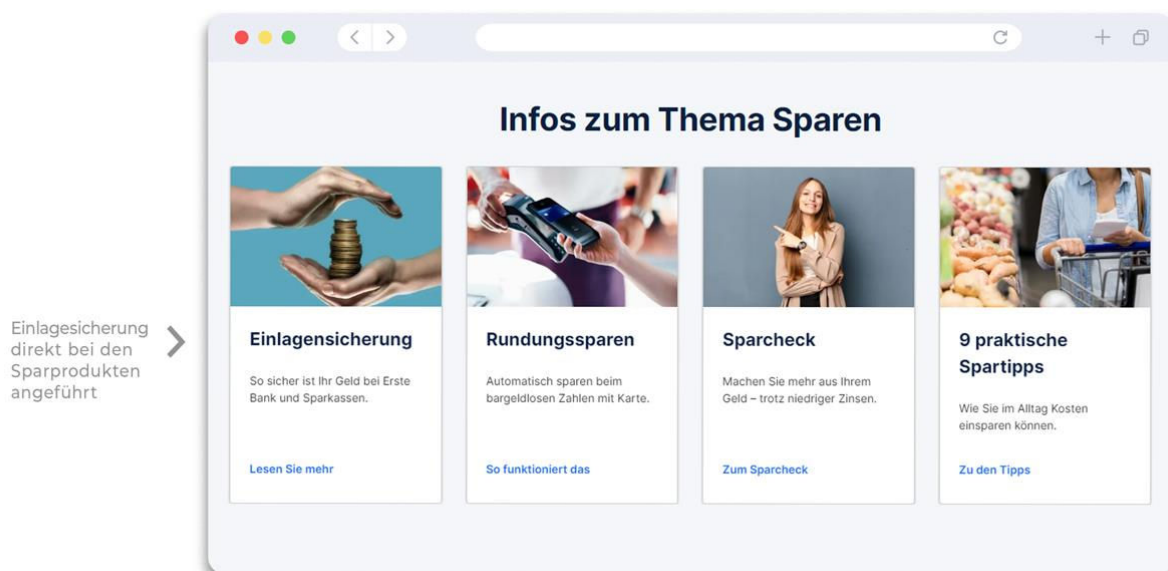 Infos zum Thema Sparen
Einlagesicherung
direkt bei den
Sparprodukten
angeführt
Einlagensicherung
So sicher ist Ihr Geld bei Erste
Bank und Sparkassen.
Lesen Sie mehr
Rundungssparen
Automatisch sparen beim
bargeldlosen Zahlen mit Karte.
So funktioniert das
Sparcheck
Machen Sie mehr aus Ihrem
Geld – trotz niedriger Zinsen.
Zum Sparcheck
9 praktische
Spartipps
Wie Sie im Alltag Kosten
einsparen können.
Zu den Tipps